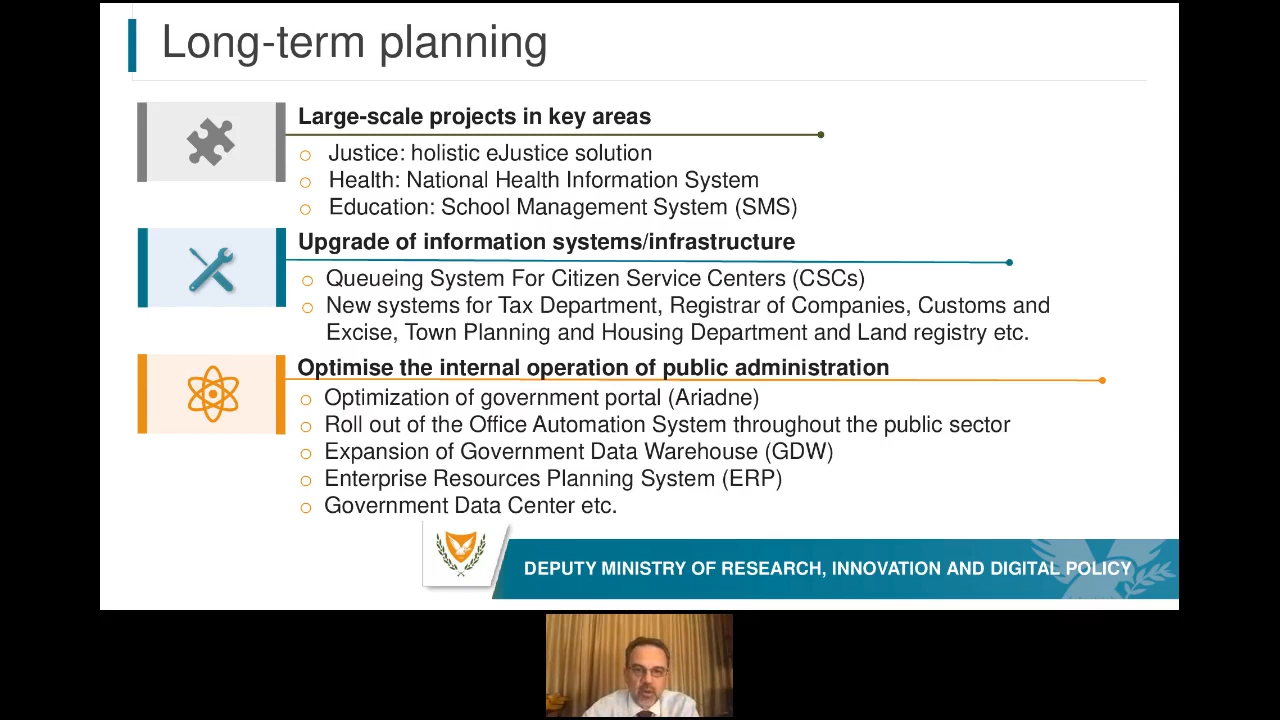 Long-term planning
Large-scale projects in key areas
Justice: holistic eJustice solution
Health: National Health Information System
Education: School Management System (SMS)
Upgrade of information systems/infrastructure
Queueing System For Citizen Service Centers (CSCs)
New systems for Tax Department, Registrar of Companies, Customs and
Excise, Town Planning and Housing Department and Land registry etc.
Optimise the internal operation of public administration
Optimization of government portal (Ariadne)
Roll out of the Office Automation System throughout the public sector
Expansion of Government Data Warehouse (GDW)
Enterprise Resources Planning System (ERP)
Government Data Center etc.
DEPUTY MINISTRY OF RESEARCH, INNOVATION AND DIGITAL POLICY